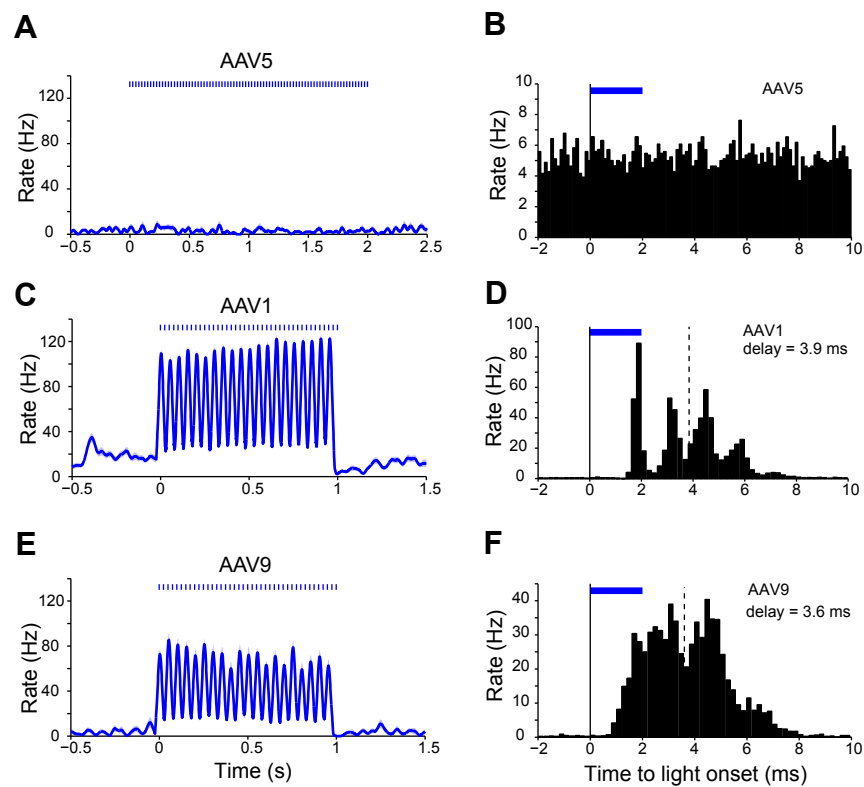 A
AAV5
Rate (Hz)
120
80
40
0
−0.5 0 0.5 1 1.5 2 2.5
B
AAV5
Rate (Hz)
10
8
6
4
2
0
−2 0 2 4 6 8 10
C
AAV1
Rate (Hz)
120
80
40
0
−0.5 0 0.5 1 1.5
D
AAV1
delay = 3.9 ms
Rate (Hz)
100
80
60
40
20
0
−2 0 2 4 6 8 10
E
AAV9
Rate (Hz)
120
80
40
0
−0.5 0 0.5 1 1.5
Time (s)
F
AAV9
delay = 3.6 ms
Rate (Hz)
40
30
20
10
0
−2 0 2 4 6 8 10
Time to light onset (ms)